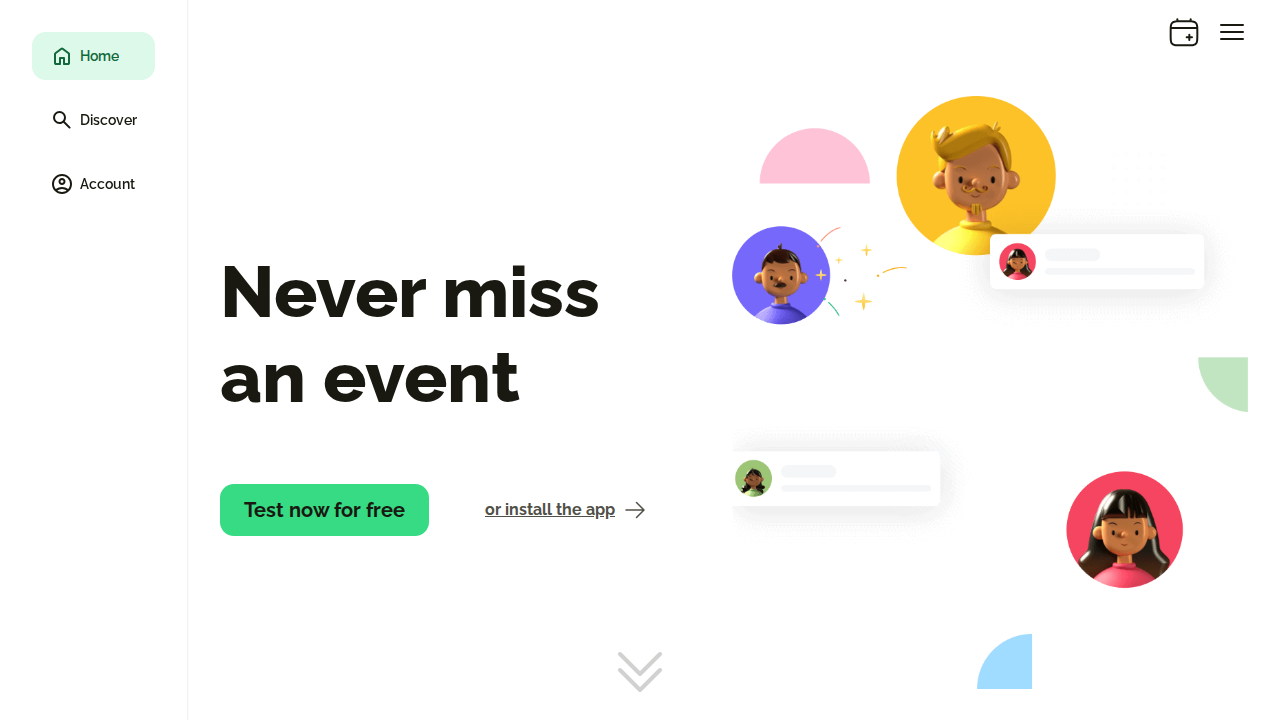 Home
Discover
Account
Never miss
an event
Test now for free
or install the app